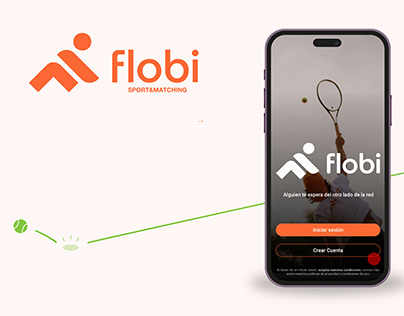 flobi
SPORT&MATCHING
flobi
Alguien te espera del otro lado de la red
Iniciar sesión
Crear Cuenta